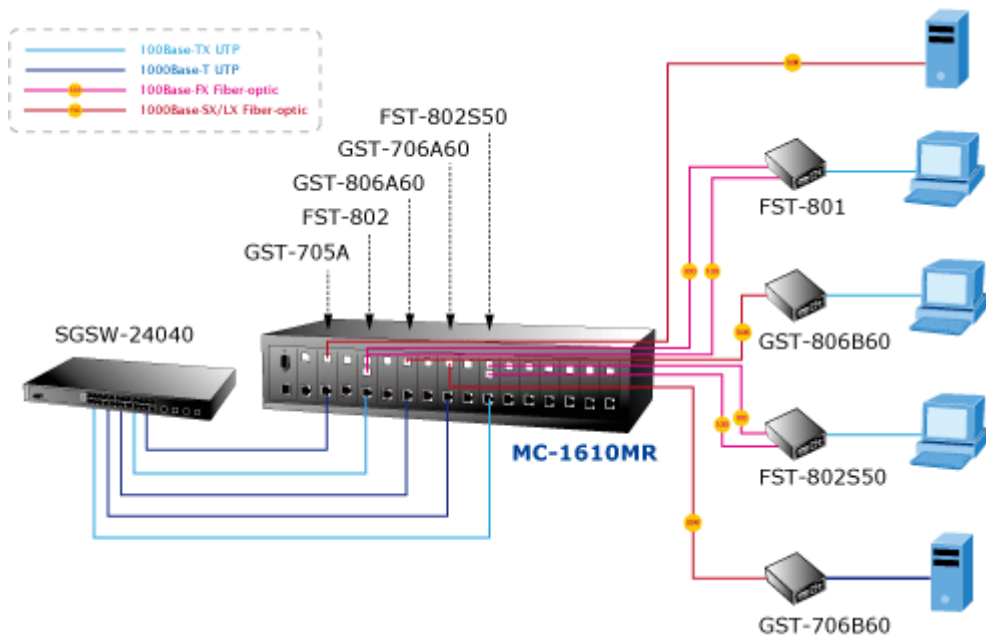 100Base-TX UTP
1000Base-T UTP
100Base-FX Fiber-optic
1000Base-SX/LX Fiber-optic
FST-802S50
GST-706A60
GST-806A60
FST-802
GST-705A
SGSW-24040
MC-1610MR
FST-801
GST-806B60
FST-802S50
GST-706B60